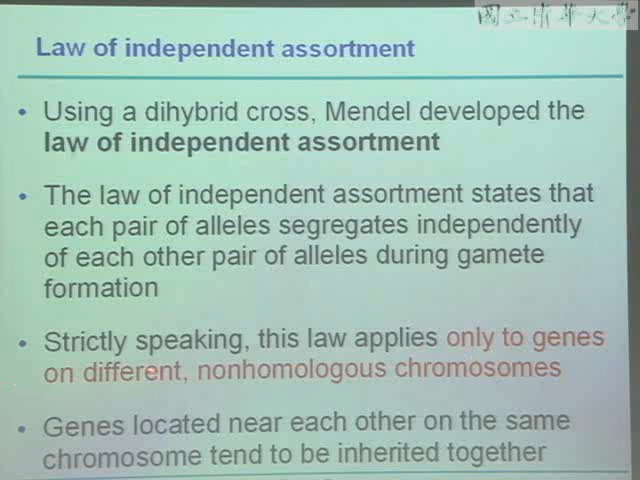 國立清華大學
Law of independent assortment
• Using a dihybrid cross, Mendel developed the
law of independent assortment
• The law of independent assortment states that
each pair of alleles segregates independently
of each other pair of alleles during gamete
formation
• Strictly speaking, this law applies only to genes
on different, nonhomologous chromosomes
• Genes located near each other on the same
chromosome tend to be inherited together